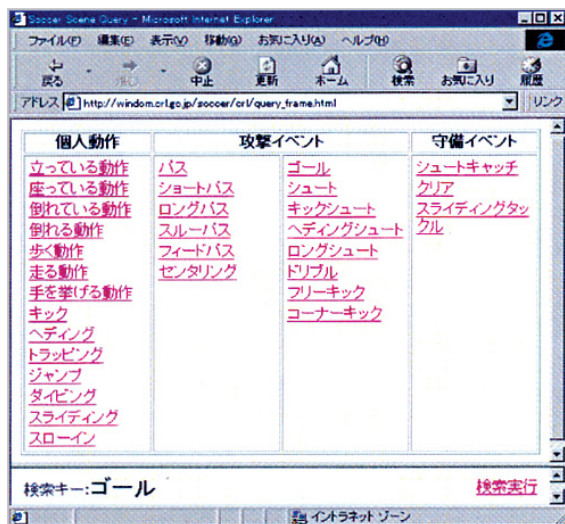 Soccer Scene Query - Microsoft Internet Explorer
ファイル(F) 編集(E) 表示(V) 移動(G) お気に入り(A) ヘルプ(H)
戻る 進む 中止 更新 ホーム 検索 お気に入り 履歴
アドレス http://windom.crl.go.jp/soccer/crl/query_frame.html リンク
個人動作 攻撃イベント 守備イベント
立っている動作
座っている動作
倒れている動作
倒れる動作
歩く動作
走る動作
手を挙げる動作
キック
ヘディング
トラッピング
ジャンプ
ダイビング
スライディング
スローイン
パス
ショートパス
ロングパス
スルーパス
フィードパス
センタリング
ゴール
シュート
キックシュート
ヘディングシュート
ロングシュート
ドリブル
フリーキック
コーナーキック
シュートキャッチ
クリア
スライディングタッ
クル
検索キー:ゴール 検索実行
イントラネット ゾーン